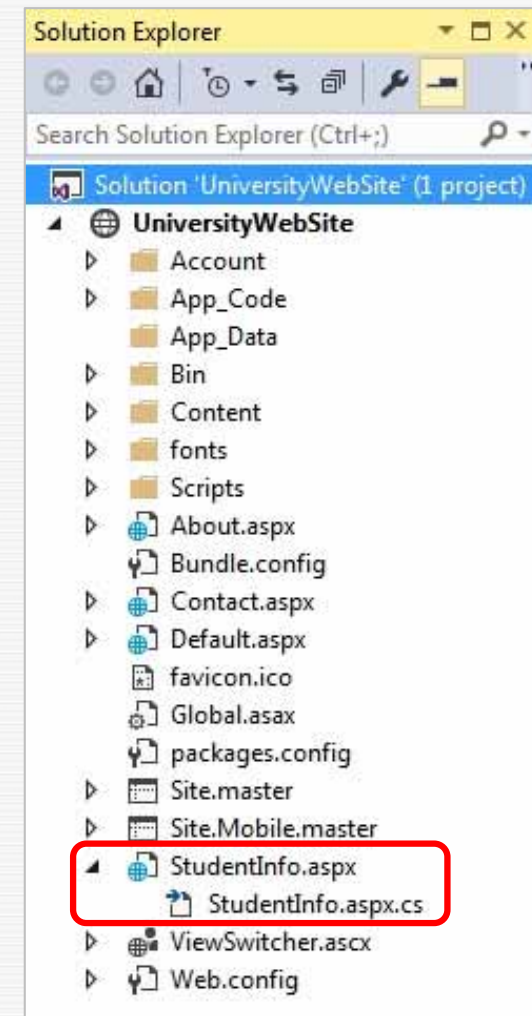 Solution Explorer
Search Solution Explorer (Ctrl+;)
Solution 'UniversityWebSite' (1 project)
UniversityWebSite
Account
App_Code
App_Data
Bin
Content
fonts
Scripts
About.aspx
Bundle.config
Contact.aspx
Default.aspx
favicon.ico
Global.asax
packages.config
Site.master
Site.Mobile.master
StudentInfo.aspx
StudentInfo.aspx.cs
ViewSwitcher.ascx
Web.config